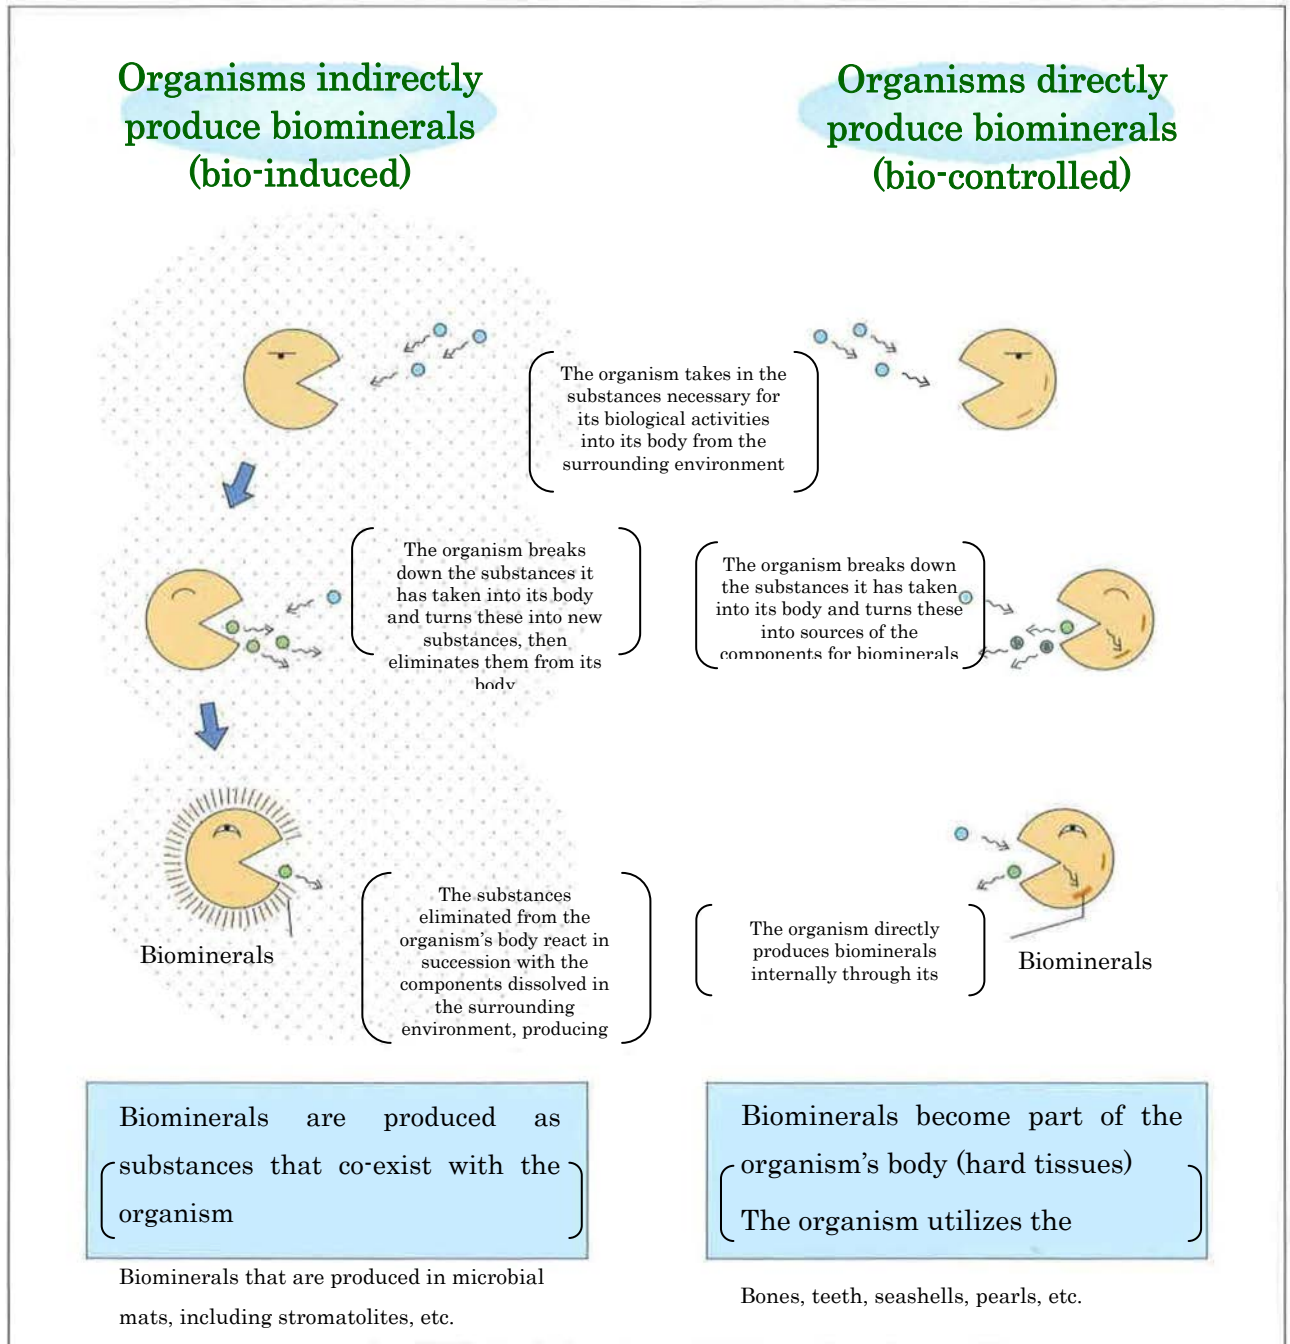 Organisms indirectly
produce biominerals
(bio-induced)
Organisms directly
produce biominerals
(bio-controlled)
The organism takes in the
substances necessary for
its biological activities
into its body from the
surrounding environment
The organism breaks
down the substances it
has taken into its body
and turns these into new
substances, then
eliminates them from its
body
The organism breaks down
the substances it has taken
into its body and turns these
into sources of the
components for biominerals
Biominerals
The substances
eliminated from the
organism's body react in
succession with the
components dissolved in
the surrounding
environment, producing
The organism directly
produces biominerals
internally through its
Biominerals
Biominerals are produced as
substances that co-exist with the
organism
Biominerals become part of the
organism's body (hard tissues)
The organism utilizes the
Biominerals that are produced in microbial
mats, including stromatolites, etc.
Bones, teeth, seashells, pearls, etc.